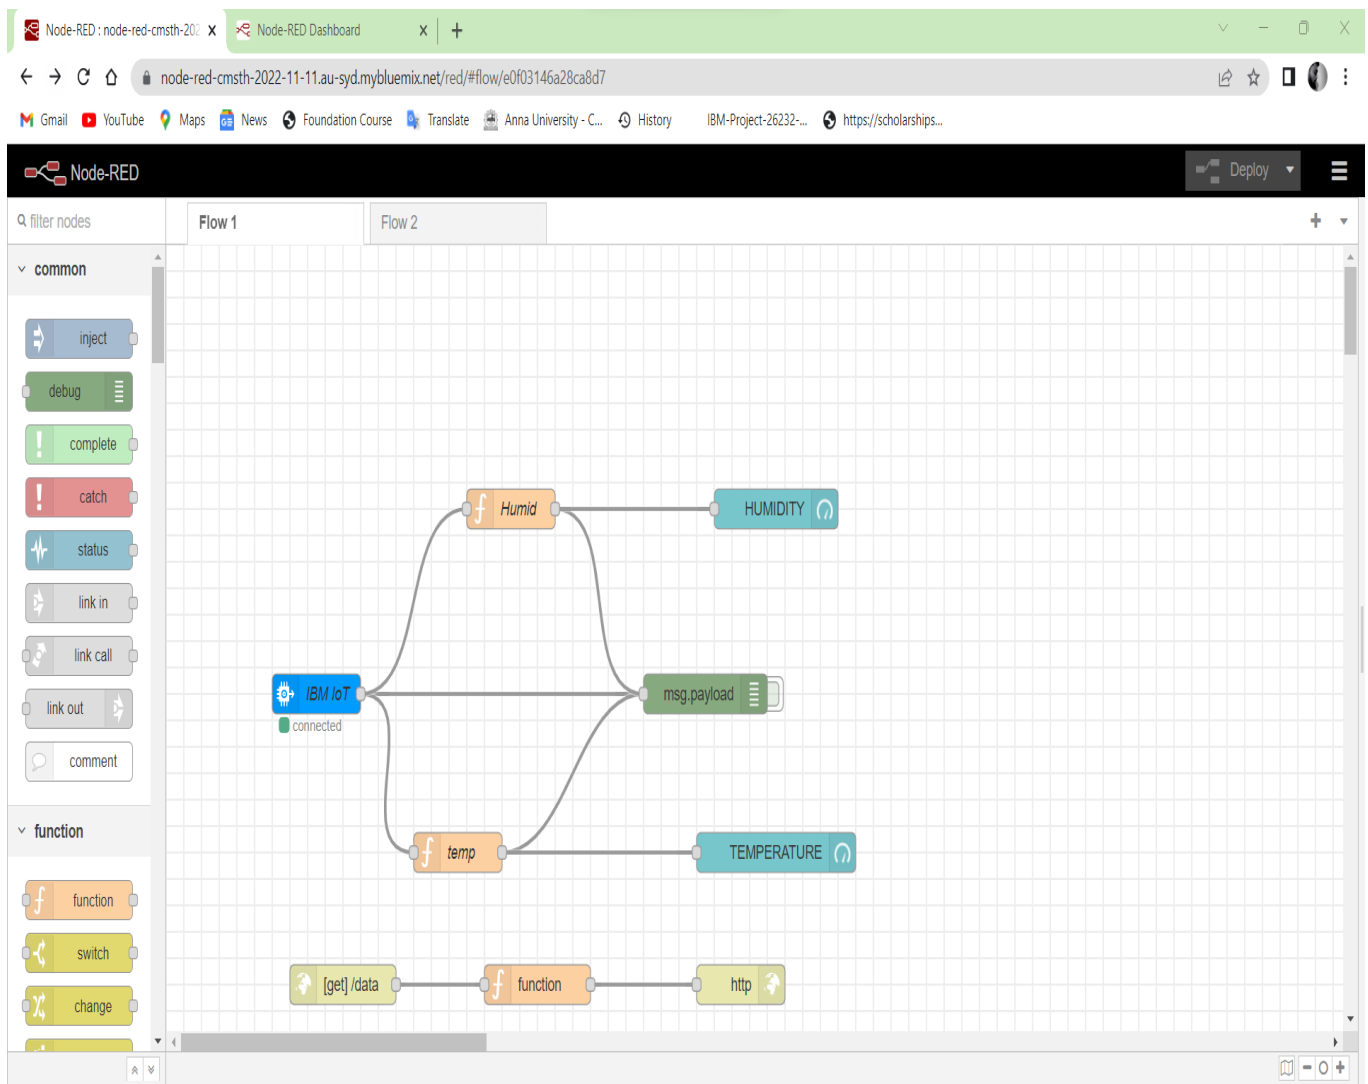 Node-RED : node-red-cmsth-202 x Node-RED Dashboard x +
node-red-cmsth-2022-11-11.au-syd.mybluemix.net/red/#flow/e0f03146a28ca8d7
Gmail YouTube Maps News Foundation Course Translate Anna University - C... History IBM-Project-26232-... https://scholarships...
Node-RED Deploy
filter nodes Flow 1 Flow 2
common
inject
debug
complete
catch
status
link in
link call
link out
comment
function
function
switch
change
Humid HUMIDITY
IBM IoT msg.payload
connected
temp TEMPERATURE
[get] /data function http